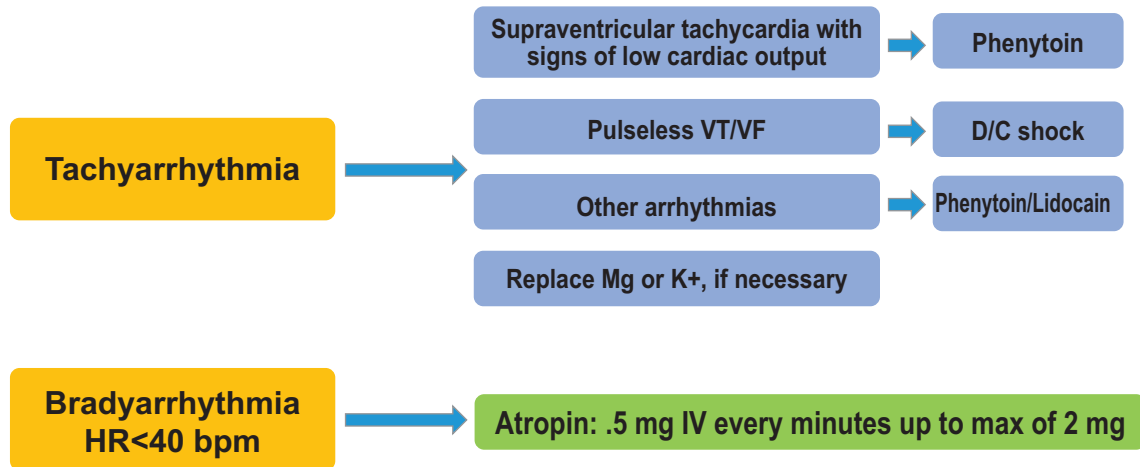 Supraventricular tachycardia with
signs of low cardiac output
Phenytoin
Tachyarrhythmia
Pulseless VT/VF
D/C shock
Other arrhythmias
Phenytoin/Lidocain
Replace Mg or K+, if necessary
Bradyarrhythmia
HR<40 bpm
Atropin: .5 mg IV every minutes up to max of 2 mg